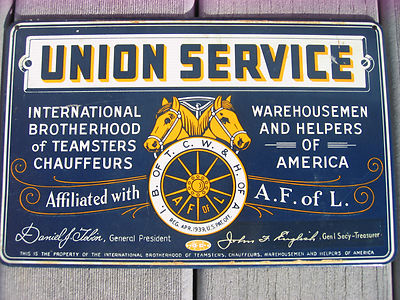 UNION SERVICE
INTERNATIONAL
BROTHERHOOD
of TEAMSTERS
CHAUFFEURS
WAREHOUSEMEN
AND HELPERS
OF
AMERICA
I. B. OF T. C. W. & H. OF A.
A F of L
REG. APR. 1939, U.S. PAT. OFF.
Affiliated with
A. F. of L.
Daniel J. Tobin, General President
John F. English, Gen'l Sec'y-Treasurer
THIS IS THE PROPERTY OF THE INTERNATIONAL BROTHERHOOD OF TEAMSTERS, CHAUFFEURS, WAREHOUSEMEN AND HELPERS OF AMERICA